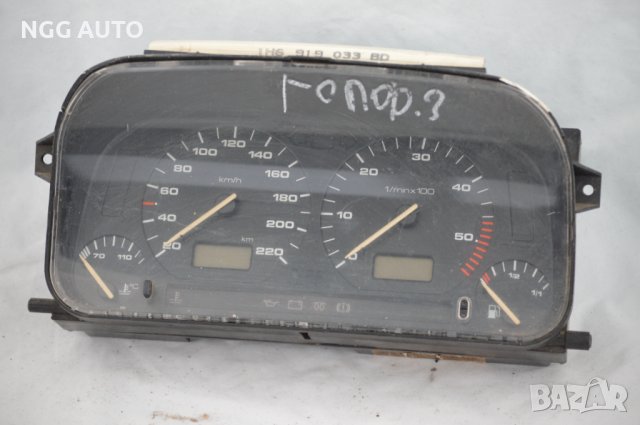 NGG AUTO
1H6 919 033 BD
Голф.3
100 120 140
80 160
60 180
40 200
20 220
km/h
km
10 20 30 40 50
0
1/min x 100
70 110
°C
1/2
1/1
BAZAR